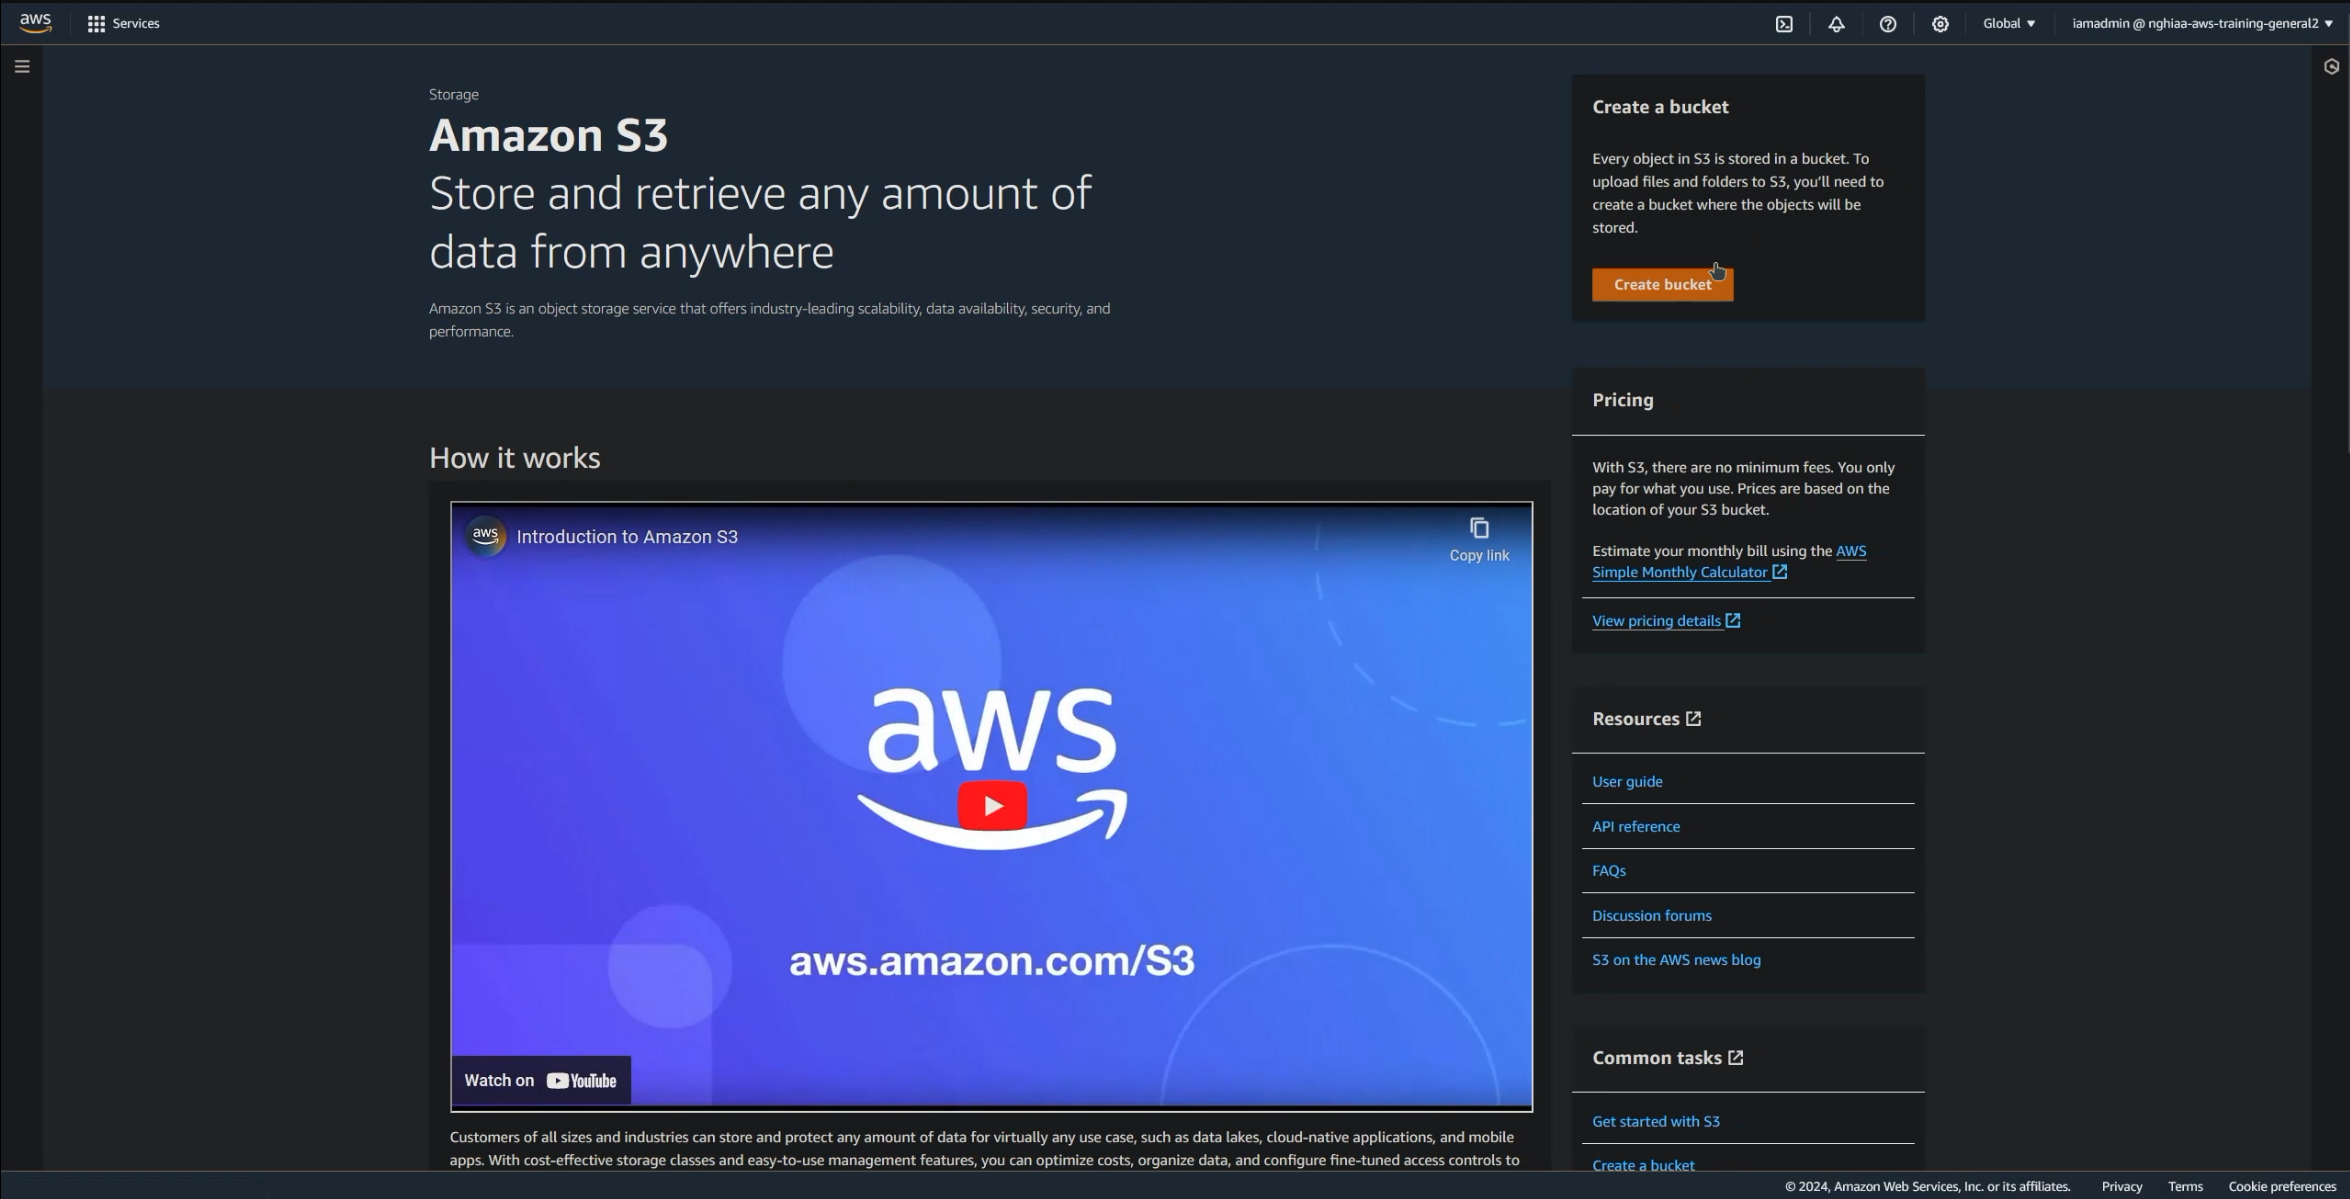 aws
Services
Global
iamadmin @ nghiaa-aws-training-general2
Storage
Amazon S3
Store and retrieve any amount of
data from anywhere
Amazon S3 is an object storage service that offers industry-leading scalability, data availability, security, and
performance.
Create a bucket
Every object in S3 is stored in a bucket. To
upload files and folders to S3, you'll need to
create a bucket where the objects will be
stored.
Create bucket
How it works
aws
Introduction to Amazon S3
Copy link
aws
aws.amazon.com/S3
Watch on YouTube
Customers of all sizes and industries can store and protect any amount of data for virtually any use case, such as data lakes, cloud-native applications, and mobile
apps. With cost-effective storage classes and easy-to-use management features, you can optimize costs, organize data, and configure fine-tuned access controls to
Pricing
With S3, there are no minimum fees. You only
pay for what you use. Prices are based on the
location of your S3 bucket.
Estimate your monthly bill using the AWS
Simple Monthly Calculator
View pricing details
Resources
User guide
API reference
FAQs
Discussion forums
S3 on the AWS news blog
Common tasks
Get started with S3
Create a bucket
© 2024, Amazon Web Services, Inc. or its affiliates.
Privacy
Terms
Cookie preferences